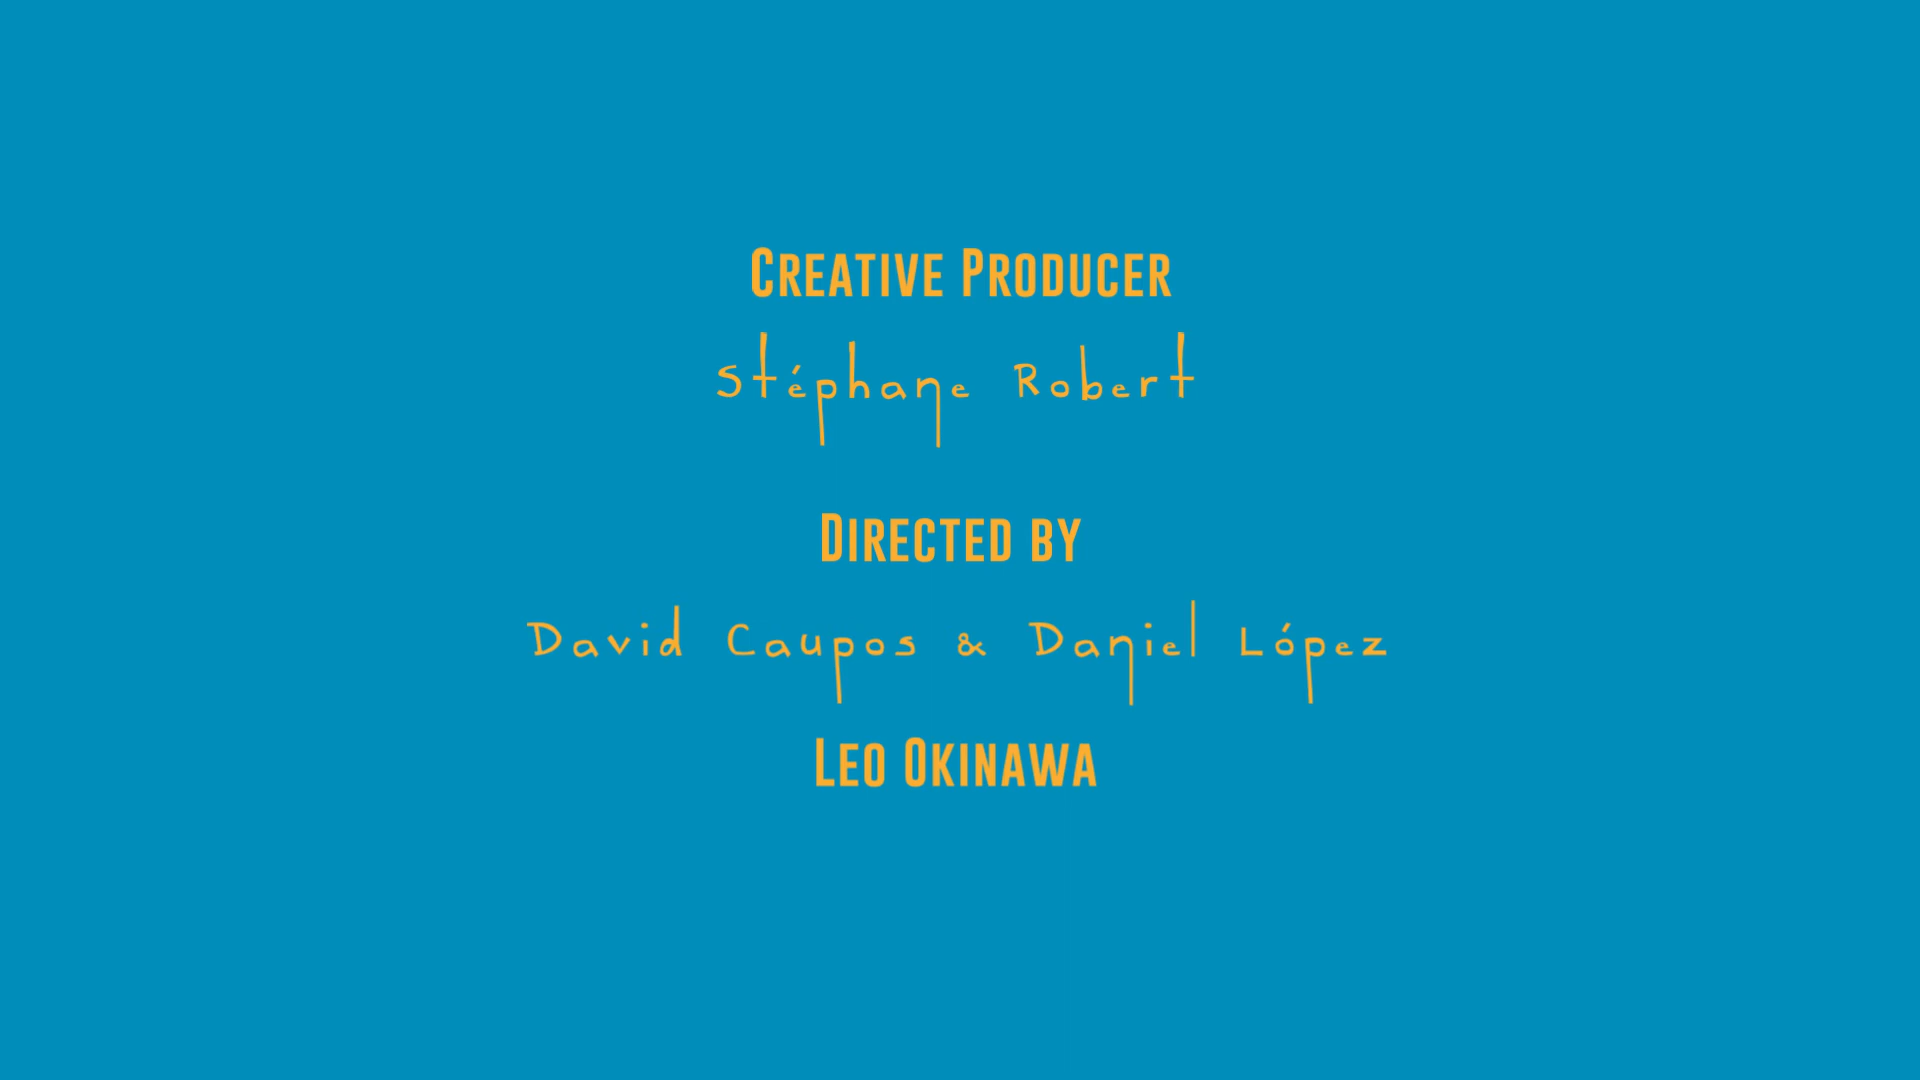 Creative Producer
Stéphane Robert
Directed by
David Caupos & Daniel López
Leo Okinawa